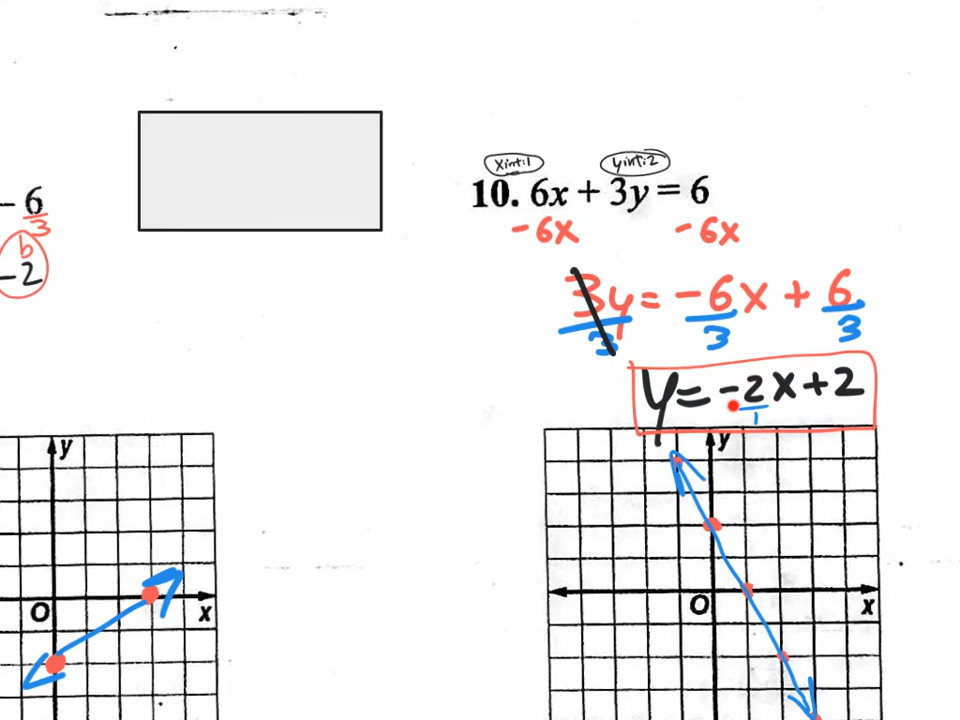 xint:1 yint:2
10. 6x + 3y = 6
-6x -6x
3y = -6x + 6
3 3 3
y = -2x + 2
1
- 6
3
b
-2
y
O
x
y
O
x